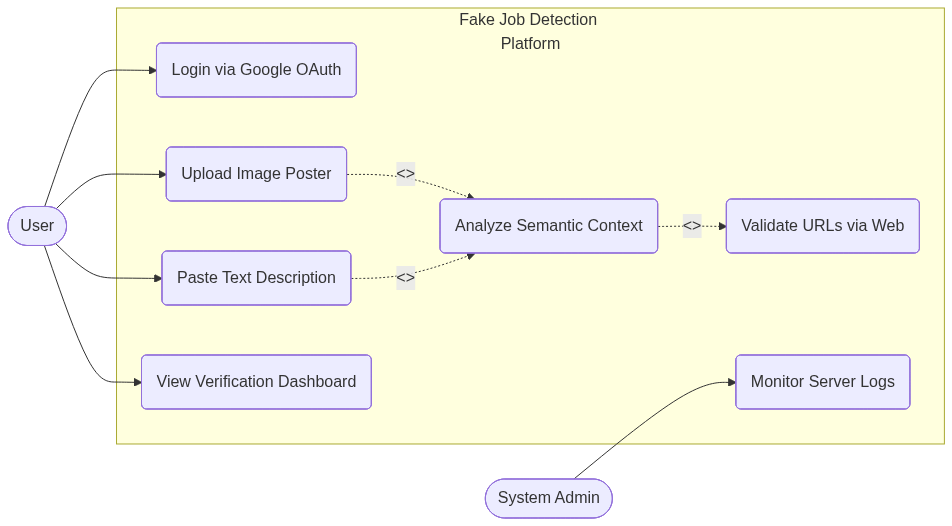 Fake Job Detection
Platform
Login via Google OAuth
Upload Image Poster
<>
User
Analyze Semantic Context
<>
Validate URLs via Web
Paste Text Description
<>
View Verification Dashboard
Monitor Server Logs
System Admin